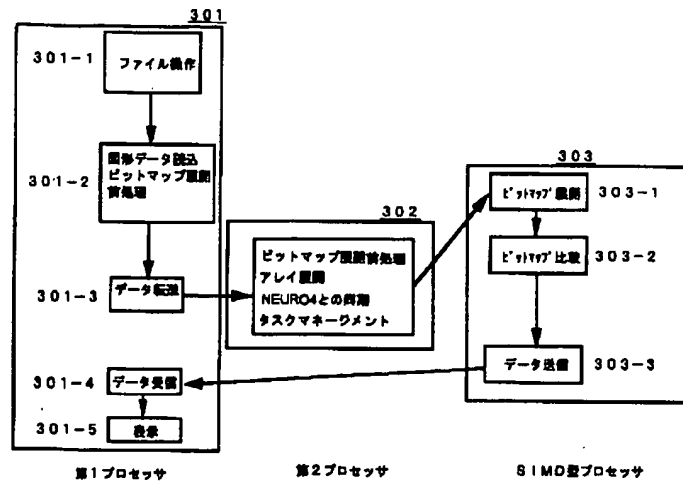 301
301-1
ファイル操作
301-2
図形データ読込
ビットマップ展開
前処理
301-3
データ転送
301-4
データ受信
301-5
表示
第1プロセッサ
302
ビットマップ展開前処理
アレイ展開
NEURO4との同期
タスクマネージメント
第2プロセッサ
303
ビットマップ展開
303-1
ビットマップ比較
303-2
データ送信
303-3
SIMD型プロセッサ